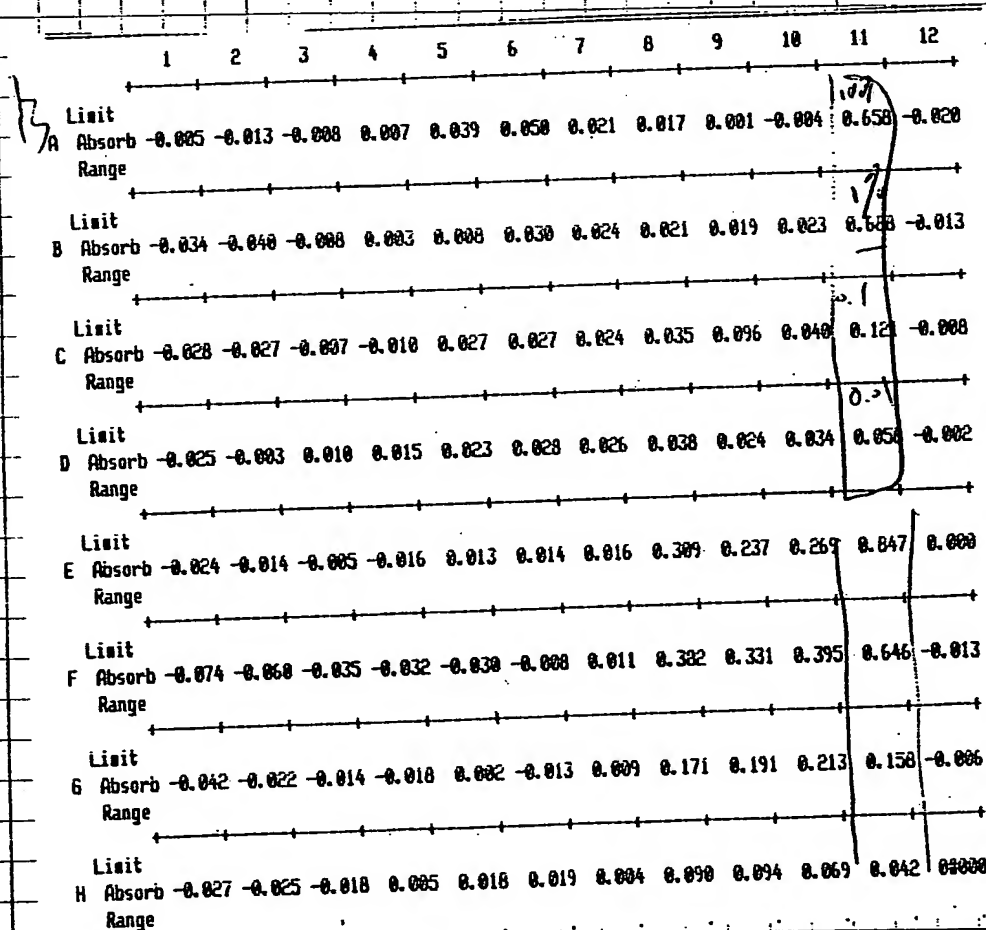 1 2 3 4 5 6 7 8 9 10 11 12
Limit
A Absorb -0.005 -0.013 -0.008 0.007 0.039 0.050 0.021 0.017 0.001 -0.004 0.658 -0.020
Range
1%
Limit
B Absorb -0.034 -0.040 -0.008 0.003 0.008 0.030 0.024 0.021 0.019 0.023 -0.013
Range
0.1
Limit
C Absorb -0.028 -0.027 -0.007 -0.010 0.027 0.027 0.024 0.035 0.096 0.040 0.121 -0.008
Range
0.01
Limit
D Absorb -0.025 -0.003 0.010 0.015 0.023 0.028 0.026 0.038 0.024 0.034 0.058 -0.002
Range
Limit
E Absorb -0.024 -0.014 -0.005 -0.016 0.013 0.014 0.016 0.309 0.237 0.269 0.847 0.000
Range
Limit
F Absorb -0.074 -0.060 -0.035 -0.032 -0.030 -0.008 0.011 0.331 0.395 0.646 -0.013
Range
Limit
G Absorb -0.042 -0.022 -0.014 -0.018 0.002 -0.013 0.009 0.171 0.191 0.213 0.158 -0.006
Range
Limit
H Absorb -0.027 -0.025 -0.018 0.005 0.018 0.019 0.004 0.090 0.094 0.069 0.042
Range